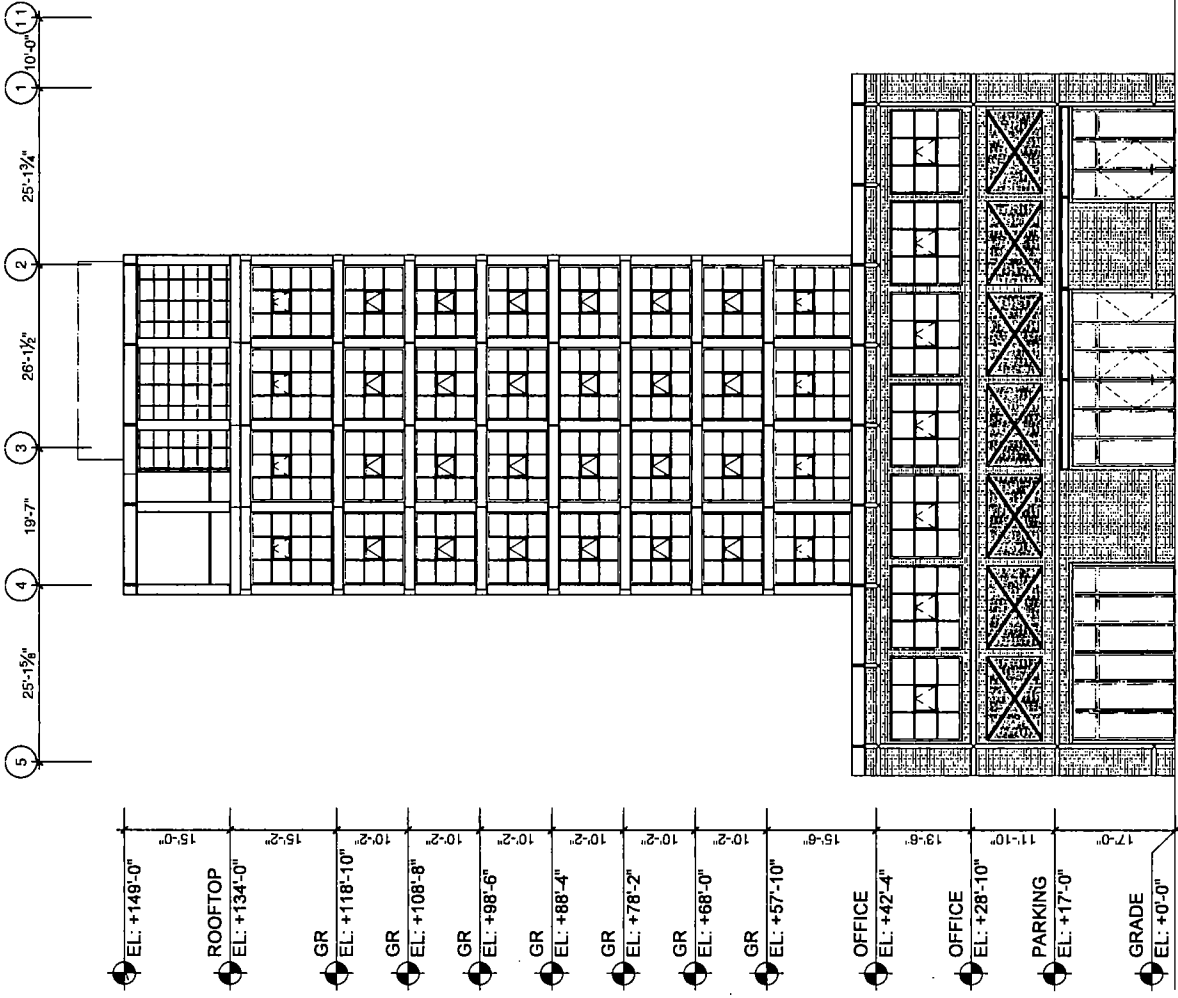 5
4
3
2
1
11
25'-1⅝"
19'-7"
26'-1½"
25'-1¾"
10'-0"
EL: +149'-0"
ROOFTOP
EL: +134'-0"
GR
EL: +118'-10"
GR
EL: +108'-8"
GR
EL: +98'-6"
GR
EL: +88'-4"
GR
EL: +78'-2"
GR
EL: +68'-0"
GR
EL: +57'-10"
OFFICE
EL: +42'-4"
OFFICE
EL: +28'-10"
PARKING
EL: +17'-0"
GRADE
EL: +0'-0"
15'-0"
15'-2"
10'-2"
10'-2"
10'-2"
10'-2"
10'-2"
10'-2"
15'-6"
13'-6"
11'-10"
17'-0"